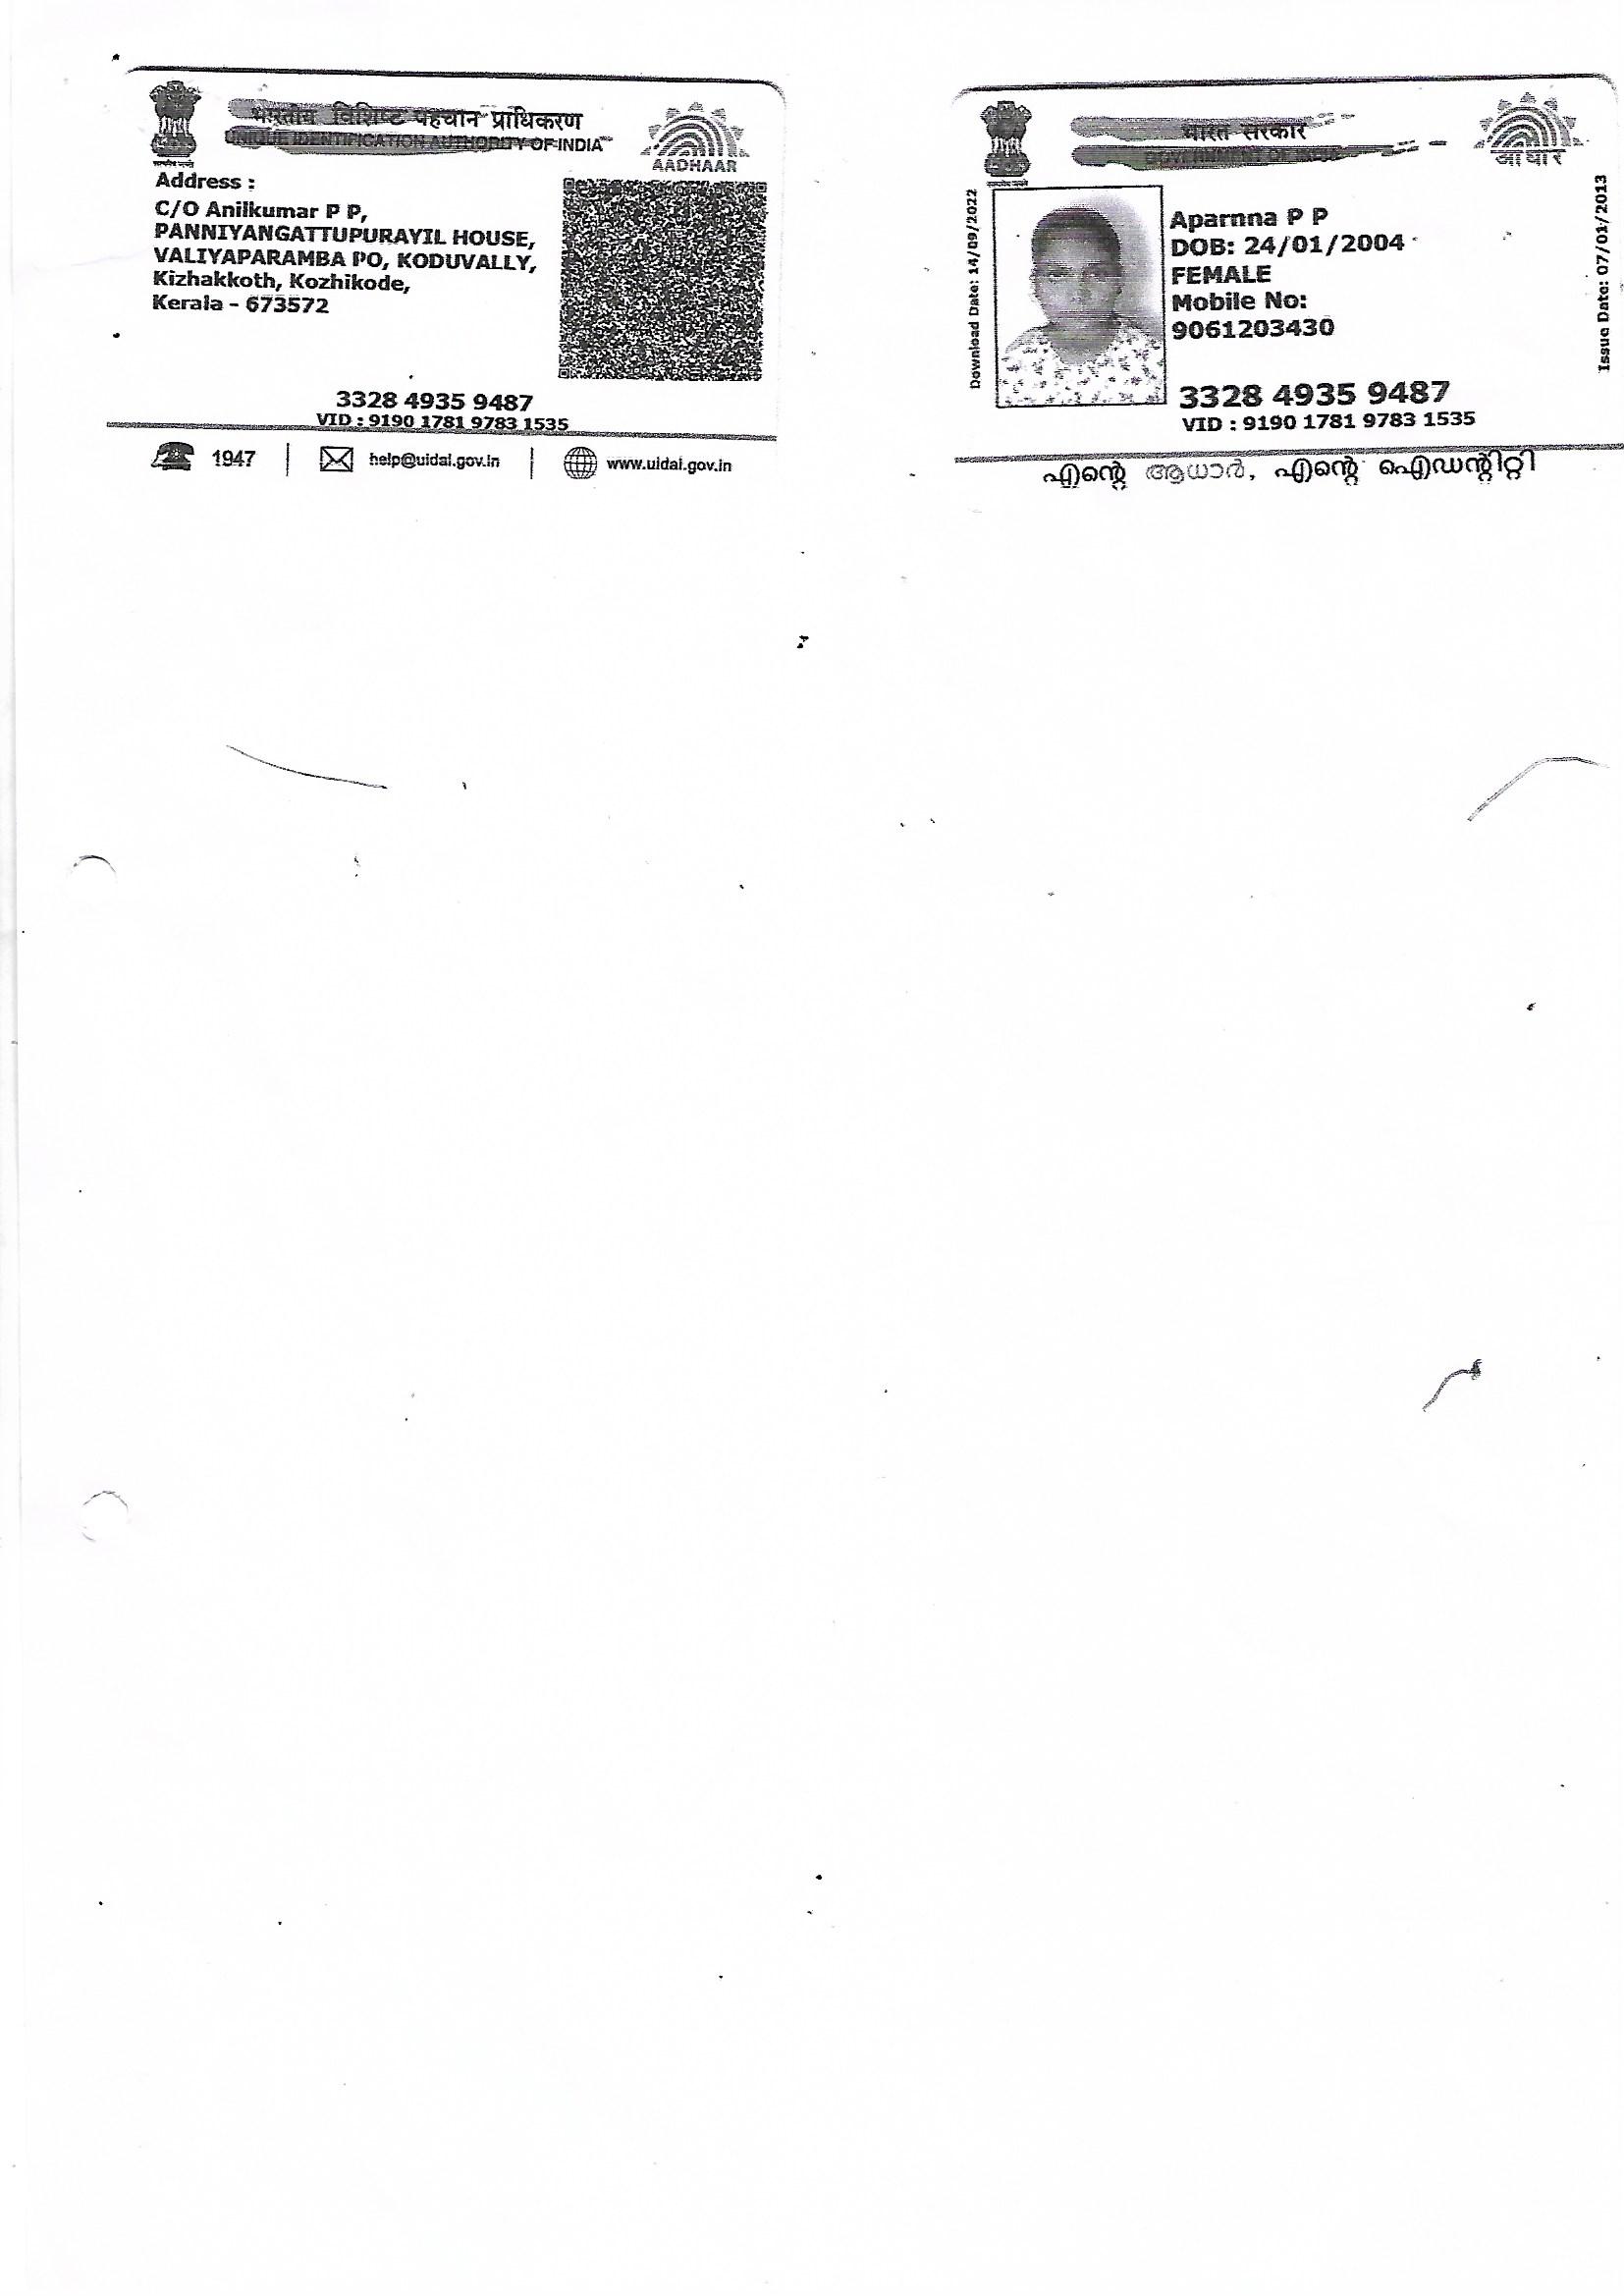 भारतीय विशिष्ट पहचान प्राधिकरण
UNIQUE IDENTIFICATION AUTHORITY OF INDIA
AADHAAR
Address :
C/O Anilkumar P P,
PANNIYANGATTUPURAYIL HOUSE,
VALIYAPARAMBA PO, KODUVALLY,
Kizhakkoth, Kozhikode,
Kerala - 673572
3328 4935 9487
VID : 9190 1781 9783 1535
1947
help@uidai.gov.in
www.uidai.gov.in
भारत सरकार
GOVERNMENT OF
आधार
Download Date: 14/09/2022
Aparnna P P
DOB: 24/01/2004
FEMALE
Mobile No:
9061203430
Issue Date: 07/01/2013
3328 4935 9487
VID : 9190 1781 9783 1535
എന്റെ ആധാർ, എന്റെ ഐഡന്റിറ്റി